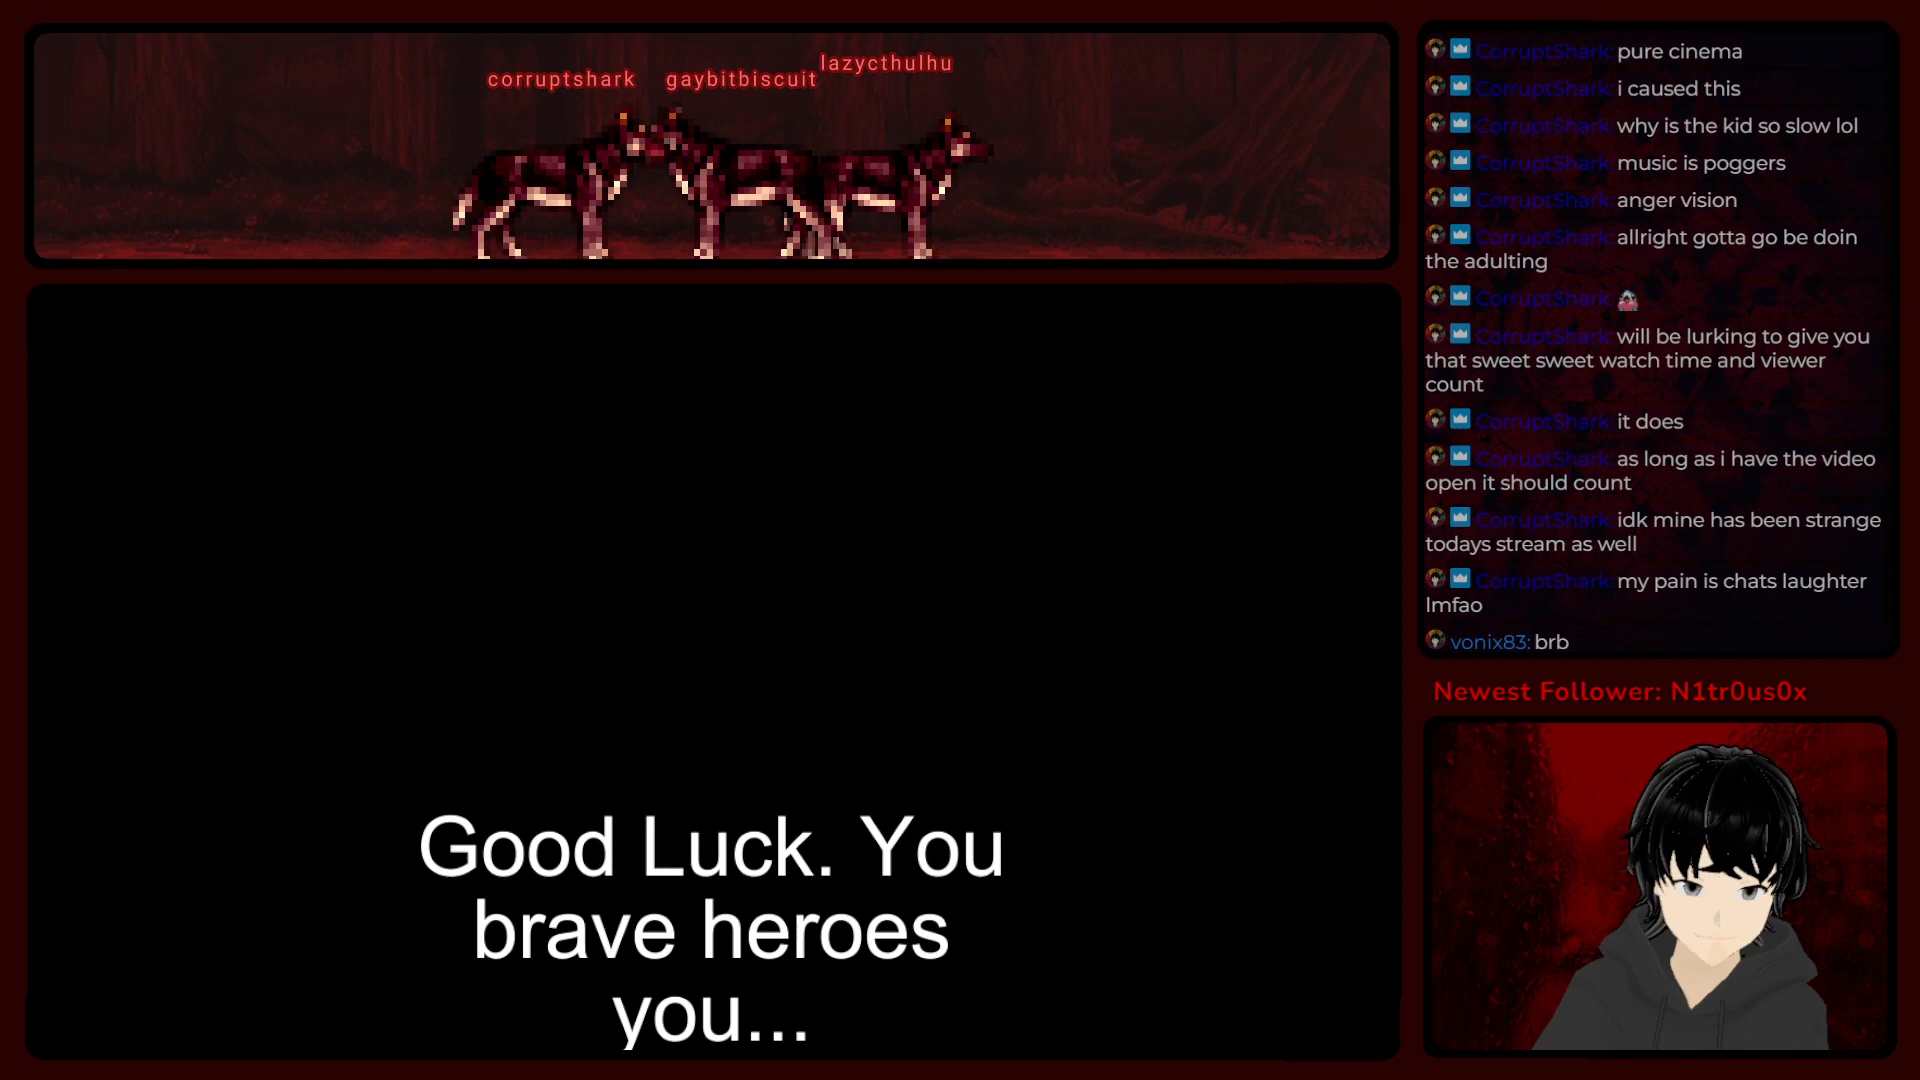 corruptshark
gaybitbiscuit
lazycthulhu
CorruptShark: pure cinema
CorruptShark: i caused this
CorruptShark: why is the kid so slow lol
CorruptShark: music is poggers
CorruptShark: anger vision
CorruptShark: allright gotta go be doin
the adulting
CorruptShark:
CorruptShark: will be lurking to give you
that sweet sweet watch time and viewer
count
CorruptShark: it does
CorruptShark: as long as i have the video
open it should count
CorruptShark: idk mine has been strange
todays stream as well
CorruptShark: my pain is chats laughter
lmfao
vonix83: brb
Newest Follower: N1tr0us0x
Good Luck. You
brave heroes
you...